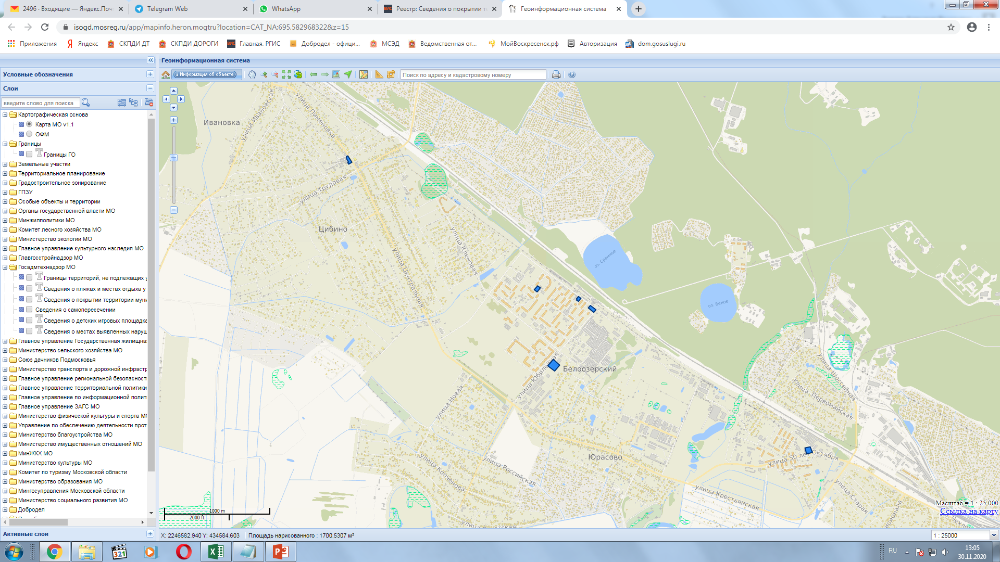 2496 · Входящие — Яндекс.Почт
Telegram Web
WhatsApp
Реестр: Сведения о покрытии те
Геоинформационная система
isogd.mosreg.ru/app/mapinfo.heron.mogtru?location=CAT_NA:695,582968322&z=15
Приложения
Яндекс
СКПДИ ДТ
СКПДИ ДОРОГИ
Главная. РГИС
Добродел - офици...
МСЭД
Ведомственная от...
МойВоскресенск.рф
Авторизация
dom.gosuslugi.ru
Геоинформационная система
Условные обозначения
Информация об объекте
Поиск по адресу и кадастровому номеру
Слои
введите слово для поиска
Картографическая основа
Карта МО v1.1
ОФМ
Границы
Границы ГО
Земельные участки
Территориальное планирование
Градостроительное зонирование
ГПЗУ
Особые объекты и территории
Органы государственной власти МО
Минжилполитики МО
Комитет лесного хозяйства МО
Министерство экологии МО
Главное управление культурного наследия МО
Главгосстройнадзор МО
Госадмтехнадзор МО
Границы территорий, не подлежащих у
Сведения о пляжах и местах отдыха у
Сведения о покрытии территории муни
Сведения о самопересечении
Сведения о детских игровых площадка
Сведения о местах выявленных наруш
Главное управление Государственная жилищна
Министерство сельского хозяйства МО
Союз дачников Подмосковья
Министерство транспорта и дорожной инфрастр
Главное управление региональной безопасност
Главное управление территориальной политики
Главное управление по информационной полит
Главное управление ЗАГС МО
Министерство физической культуры и спорта МО
Управление по обеспечению деятельности прот
Министерство благоустройства МО
Министерство имущественных отношений МО
МинЖКХ МО
Министерство культуры МО
Комитет по туризму Московской области
Министерство образования МО
Мингосуправления Московской области
Министерство социального развития МО
Добродел
Активные слои
Ивановка
улица Ивановская
улица Пименовка
улица Трудовая
Цибино
улица Кленовая
улица Центральная
оз. Срамное
оз. Белое
Белоозерский
улица Юбилейная
улица Новая
улица Шоссейная
улица Первомайская
Юрасово
улица 50 лет Октября
улица Российская
улица Копченова
улица Крестьянская
улица Старая
1000 m
2000 ft
Масштаб = 1 : 25 000
Ссылка на карту
X: 2246582.940 Y: 434564.603
Площадь нарисованного : 1700.5307 м²
1 : 25000
321
RU
13:05
30.11.2020